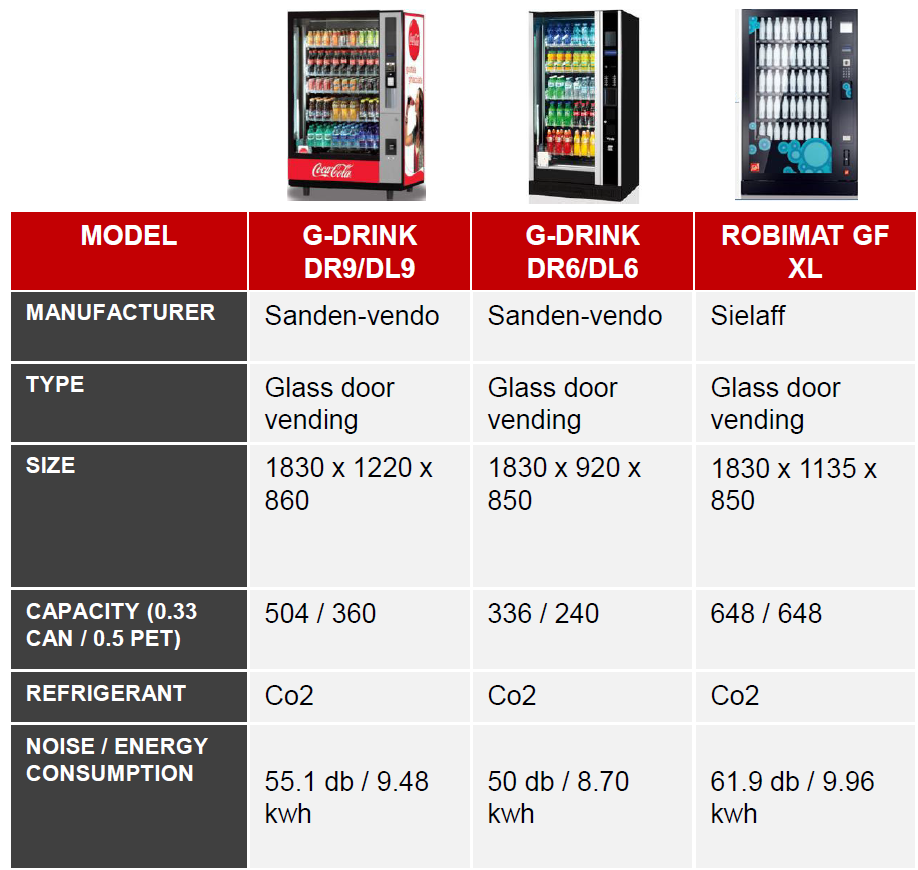 Coca-Cola
MODEL
G-DRINK
DR9/DL9
G-DRINK
DR6/DL6
ROBIMAT GF
XL
MANUFACTURER
Sanden-vendo
Sanden-vendo
Sielaff
TYPE
Glass door
vending
Glass door
vending
Glass door
vending
SIZE
1830 x 1220 x
860
1830 x 920 x
850
1830 x 1135 x
850
CAPACITY (0.33
CAN / 0.5 PET)
504 / 360
336 / 240
648 / 648
REFRIGERANT
Co2
Co2
Co2
NOISE / ENERGY
CONSUMPTION
55.1 db / 9.48
kwh
50 db / 8.70
kwh
61.9 db / 9.96
kwh